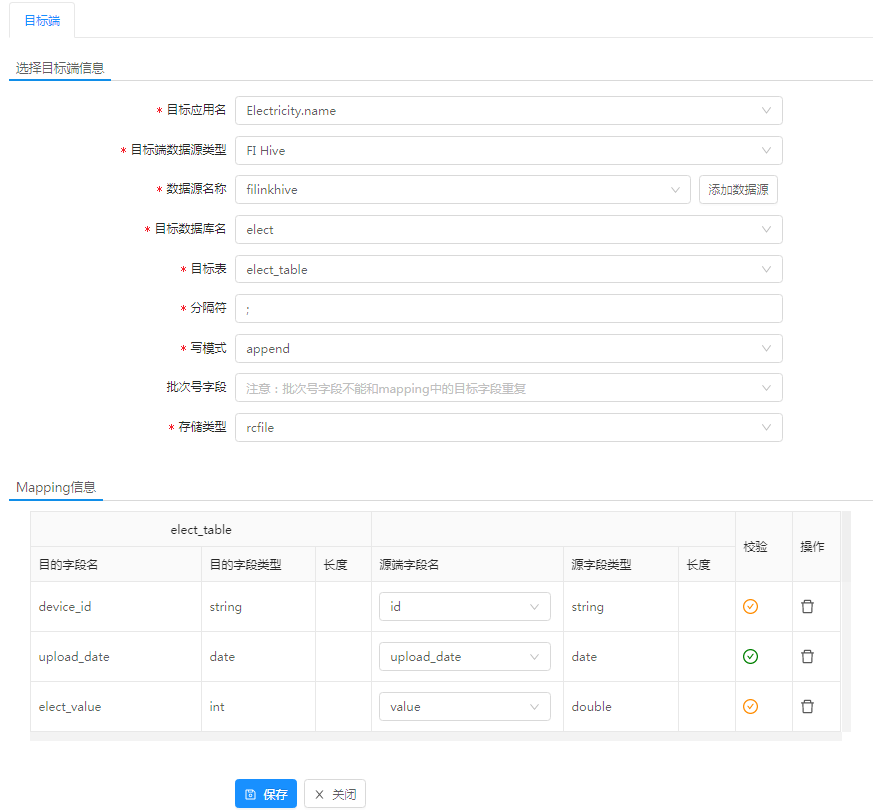 目标端
选择目标端信息
* 目标应用名 Electricity.name
* 目标端数据源类型 FI Hive
* 数据源名称 filinkhive 添加数据源
* 目标数据库名 elect
* 目标表 elect_table
* 分隔符 ;
* 写模式 append
批次号字段 注意：批次号字段不能和mapping中的目标字段重复
* 存储类型 rcfile
Mapping信息
elect_table 校验 操作
目的字段名 目的字段类型 长度 源端字段名 源字段类型 长度
device_id string id string
upload_date date upload_date date
elect_value int value double
保存 关闭